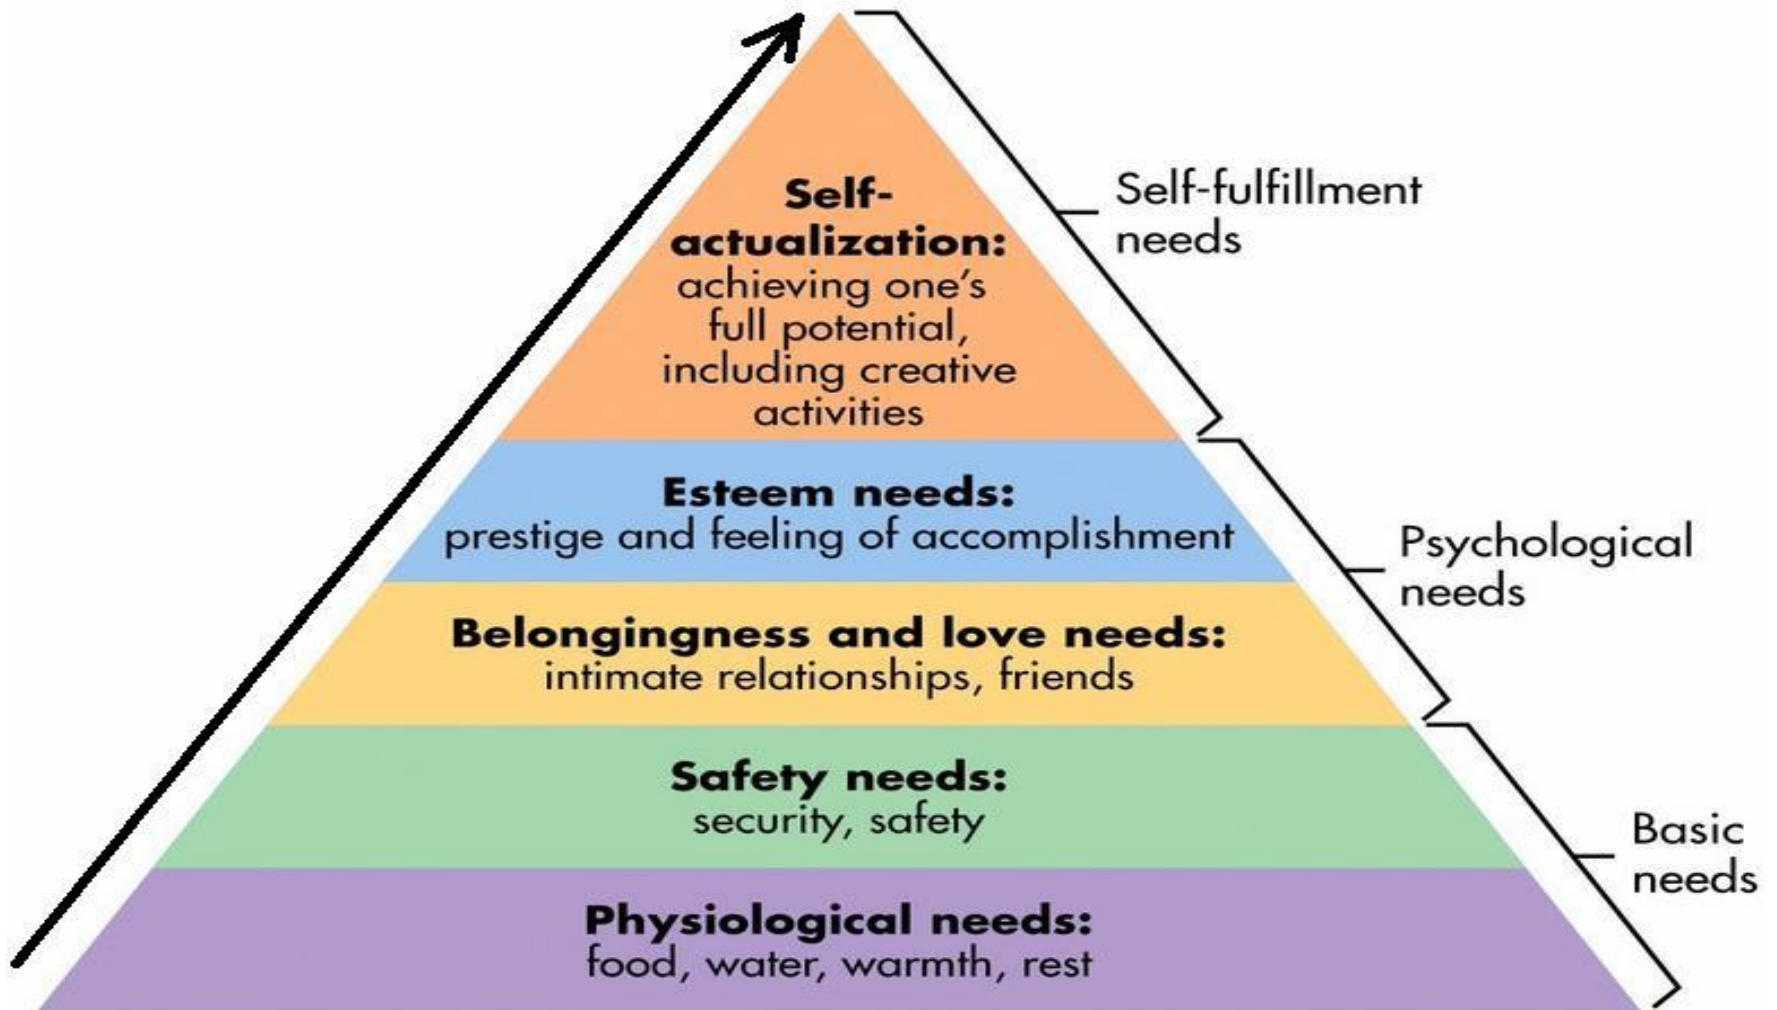 Self-
actualization:
achieving one's
full potential,
including creative
activities
Self-fulfillment
needs
Esteem needs:
prestige and feeling of accomplishment
Psychological
needs
Belongingness and love needs:
intimate relationships, friends
Safety needs:
security, safety
Basic
needs
Physiological needs:
food, water, warmth, rest